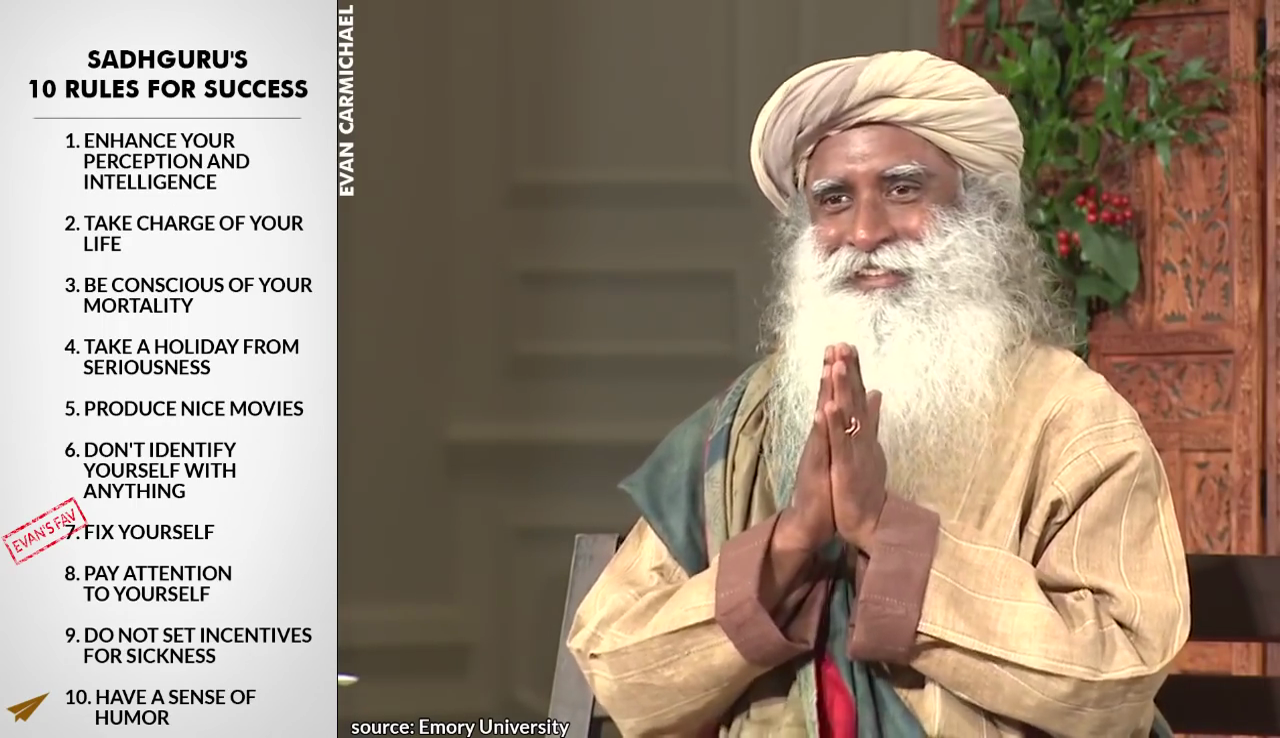 SADHGURU'S
10 RULES FOR SUCCESS
1. ENHANCE YOUR
PERCEPTION AND
INTELLIGENCE
2. TAKE CHARGE OF YOUR
LIFE
3. BE CONSCIOUS OF YOUR
MORTALITY
4. TAKE A HOLIDAY FROM
SERIOUSNESS
5. PRODUCE NICE MOVIES
6. DON'T IDENTIFY
YOURSELF WITH
ANYTHING
EVAN'S FAV
7. FIX YOURSELF
8. PAY ATTENTION
TO YOURSELF
9. DO NOT SET INCENTIVES
FOR SICKNESS
10. HAVE A SENSE OF
HUMOR
EVAN CARMICHAEL
source: Emory University